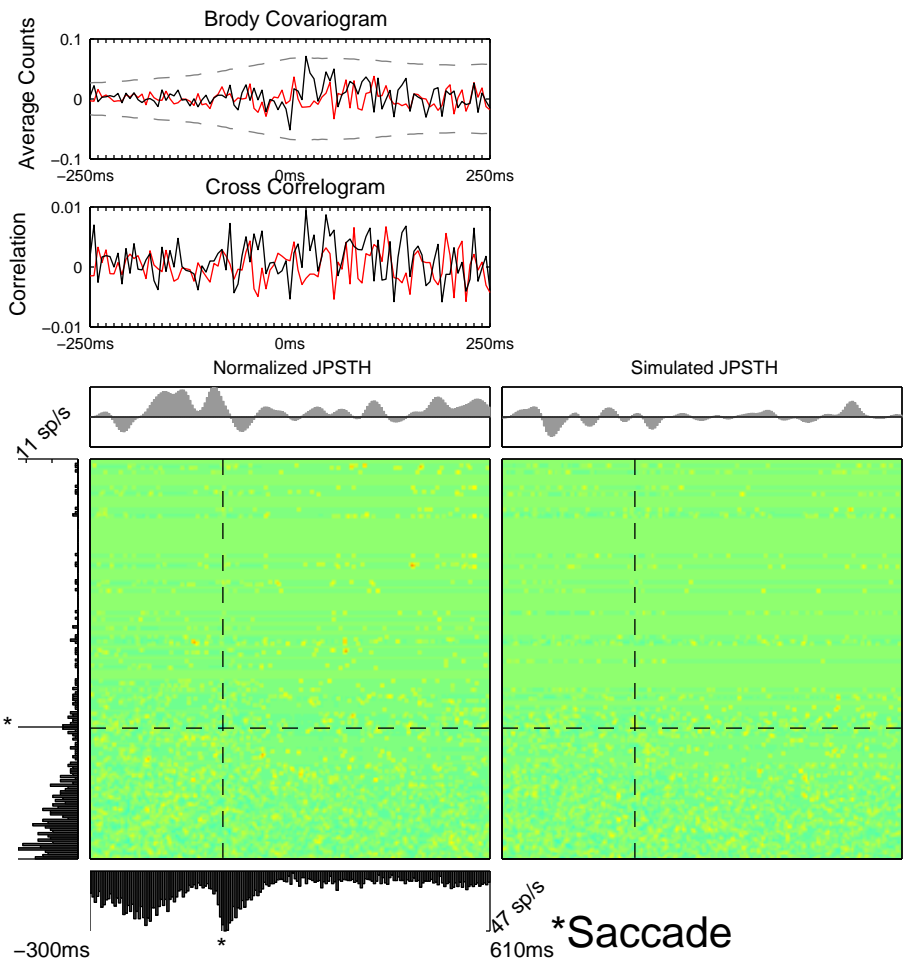 Brody Covariogram
Average Counts
0.1
0
−0.1
−250ms
0ms
250ms
Cross Correlogram
Correlation
0.01
0
−0.01
−250ms
0ms
250ms
Normalized JPSTH
Simulated JPSTH
11 sp/s
*
*
47 sp/s
−300ms
610ms
*Saccade